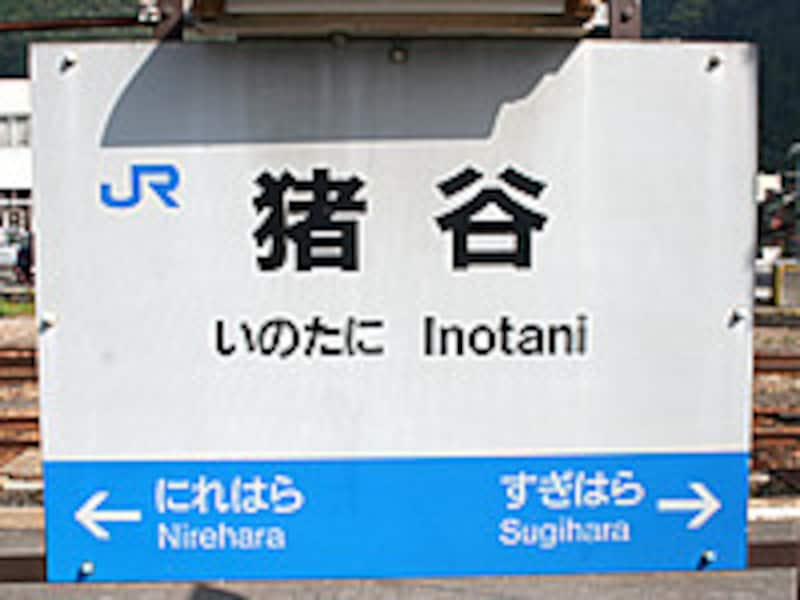 JR
猪谷
いのたに Inotani
← にれはら すぎはら →
Nirehara Sugihara